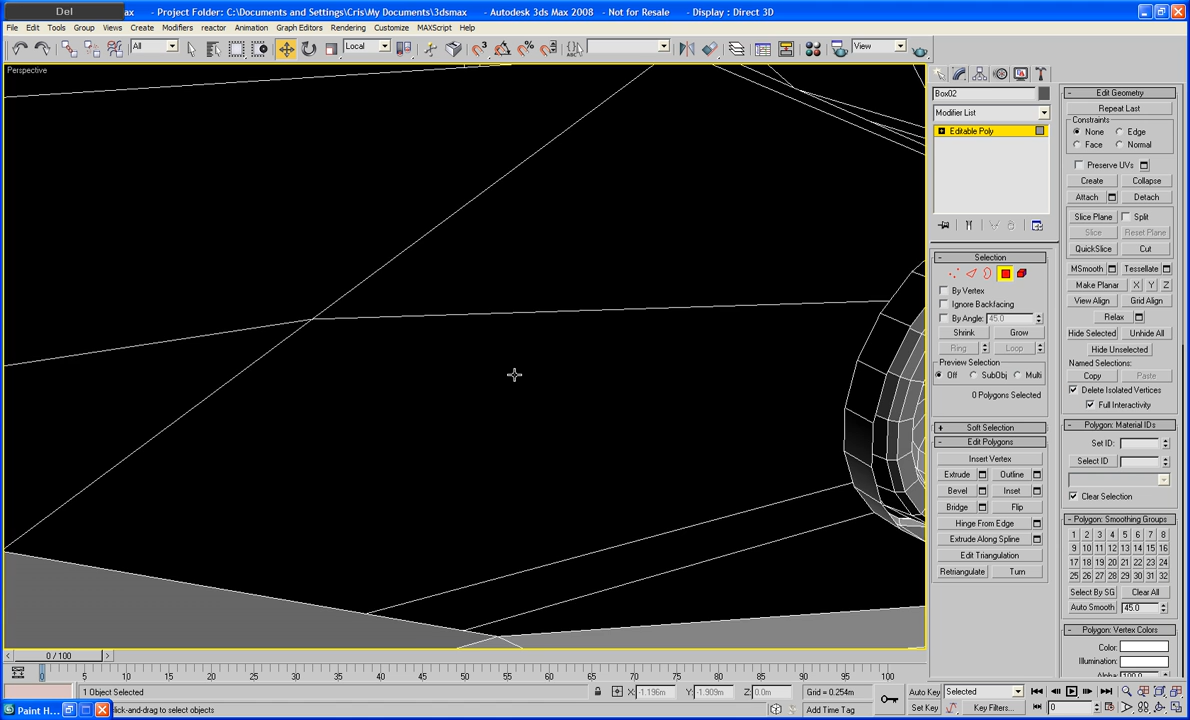 Del
ax - Project Folder: C:\Documents and Settings\Cris\My Documents\3dsmax - Autodesk 3ds Max 2008 - Not for Resale - Display : Direct 3D
File Edit Tools Group Views Create Modifiers reactor Animation Graph Editors Rendering Customize MAXScript Help
All Local View
Perspective
Box02
Modifier List
Editable Poly
- Selection
By Vertex
Ignore Backfacing
By Angle: 45.0
Shrink Grow
Ring Loop
Preview Selection
Off SubObj Multi
0 Polygons Selected
+ Soft Selection
- Edit Polygons
Insert Vertex
Extrude Outline
Bevel Inset
Bridge Flip
Hinge From Edge
Extrude Along Spline
Edit Triangulation
Retriangulate Turn
- Edit Geometry
Repeat Last
Constraints
None Edge
Face Normal
Preserve UVs
Create Collapse
Attach Detach
Slice Plane Split
Slice Reset Plane
QuickSlice Cut
MSmooth Tessellate
Make Planar X Y Z
View Align Grid Align
Relax
Hide Selected Unhide All
Hide Unselected
Named Selections:
Copy Paste
Delete Isolated Vertices
Full Interactivity
- Polygon: Material IDs
Set ID:
Select ID
Clear Selection
- Polygon: Smoothing Groups
1 2 3 4 5 6 7 8
9 10 11 12 13 14 15 16
17 18 19 20 21 22 23 24
25 26 27 28 29 30 31 32
Select By SG Clear All
Auto Smooth 45.0
- Polygon: Vertex Colors
Color:
Illumination:
Alpha: 100.0
< 0 / 100 >
0 5 10 15 20 25 30 35 40 45 50 55 60 65 70 75 80 85 90 95 100
1 Object Selected X: -1.196m Y: -1.909m Z: 0.0m Grid = 0.254m Auto Key Selected
Paint H... lick-and-drag to select objects Add Time Tag Set Key Key Filters... 0